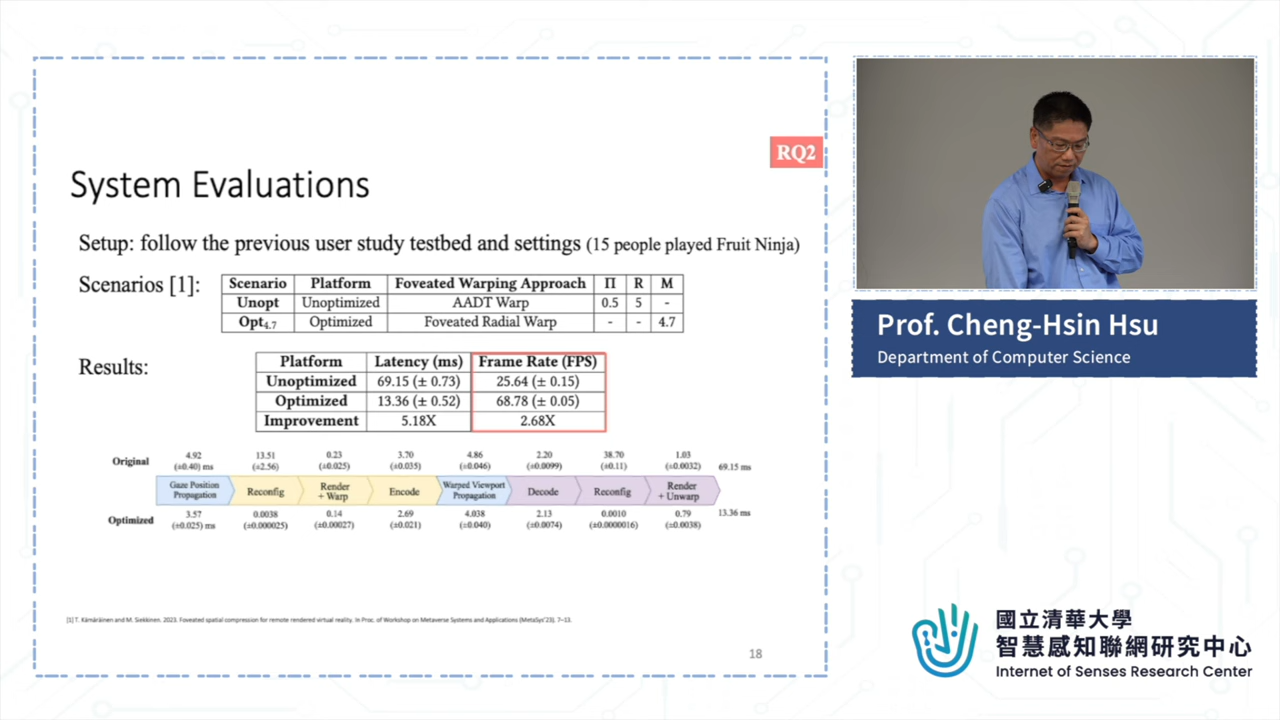 RQ2
System Evaluations
Setup: follow the previous user study testbed and settings (15 people played Fruit Ninja)
Scenarios [1]:
Scenario Platform Foveated Warping Approach Π R M
Unopt Unoptimized AADT Warp 0.5 5 -
Opt4.7 Optimized Foveated Radial Warp - - 4.7
Results:
Platform Latency (ms) Frame Rate (FPS)
Unoptimized 69.15 (± 0.73) 25.64 (± 0.15)
Optimized 13.36 (± 0.52) 68.78 (± 0.05)
Improvement 5.18X 2.68X
Original
4.92 13.51 0.23 3.70 4.86 2.20 38.70 1.03
(±0.40) ms (±2.56) (±0.025) (±0.035) (±0.046) (±0.0099) (±0.11) (±0.0032) 69.15 ms
Gaze Position Propagation
Reconfig
Render + Warp
Encode
Warped Viewport Propagation
Decode
Reconfig
Render + Unwarp
Optimized
3.57 0.0038 0.14 2.69 4.038 2.13 0.0010 0.79 13.36 ms
(±0.025) ms (±0.000025) (±0.00027) (±0.021) (±0.040) (±0.0074) (±0.0000016) (±0.0038)
[1] T. Kämäräinen and M. Siekkinen. 2023. Foveated spatial compression for remote rendered virtual reality. In Proc. of Workshop on Metaverse Systems and Applications (MetaSys'23). 7–13.
18
Prof. Cheng-Hsin Hsu
Department of Computer Science
國立清華大學
智慧感知聯網研究中心
Internet of Senses Research Center